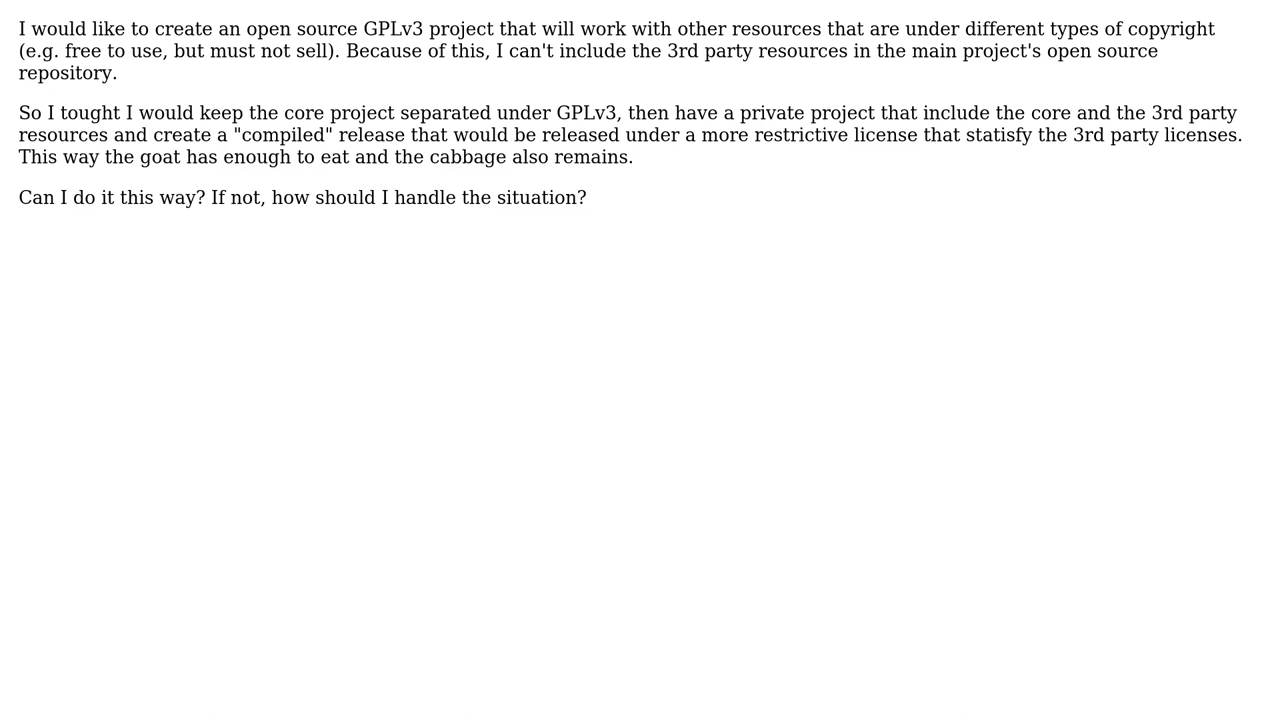 I would like to create an open source GPLv3 project that will work with other resources that are under different types of copyright
(e.g. free to use, but must not sell). Because of this, I can't include the 3rd party resources in the main project's open source
repository.
So I tought I would keep the core project separated under GPLv3, then have a private project that include the core and the 3rd party
resources and create a "compiled" release that would be released under a more restrictive license that statisfy the 3rd party licenses.
This way the goat has enough to eat and the cabbage also remains.
Can I do it this way? If not, how should I handle the situation?